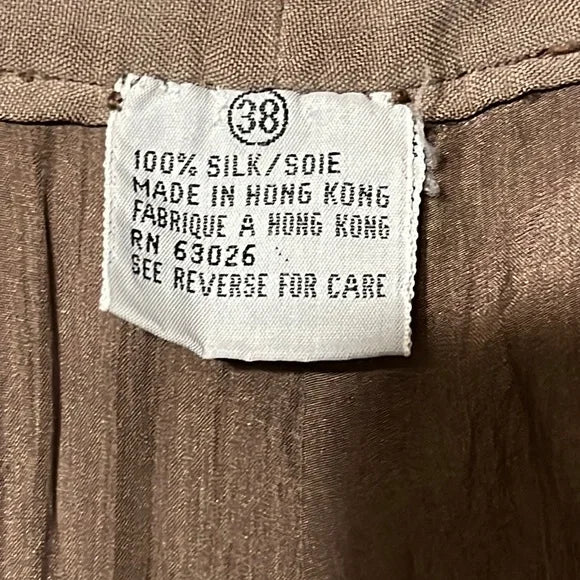 38
100% SILK/SOIE
MADE IN HONG KONG
FABRIQUE A HONG KONG
RN 63026
SEE REVERSE FOR CARE